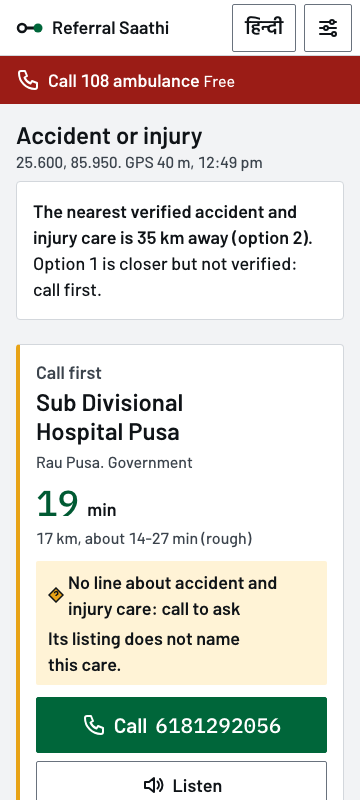 Referral Saathi
हिन्दी
Call 108 ambulance Free
Accident or injury
25.600, 85.950. GPS 40 m, 12:49 pm
The nearest verified accident and
injury care is 35 km away (option 2).
Option 1 is closer but not verified:
call first.
Call first
Sub Divisional
Hospital Pusa
Rau Pusa. Government
19 min
17 km, about 14-27 min (rough)
No line about accident and
injury care: call to ask
Its listing does not name
this care.
Call 6181292056
Listen